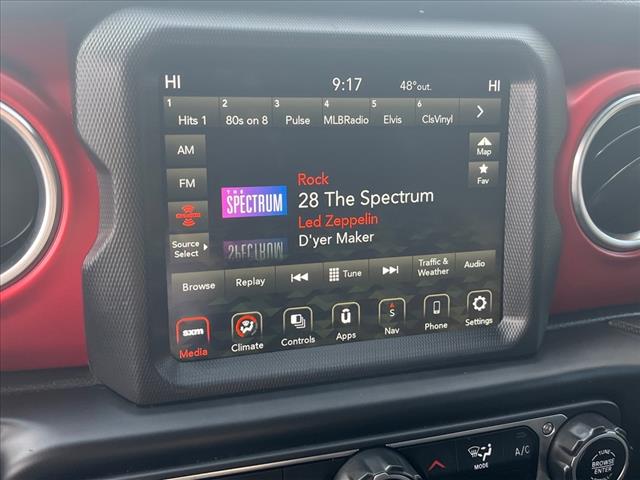 HI 9:17 48°out. HI
1 2 3 4 5 6
Hits 1 80s on 8 Pulse MLBRadio Elvis ClsVinyl
AM
FM
Source
Select
Map
Fav
THE
SPECTRUM
Rock
28 The Spectrum
Led Zeppelin
D'yer Maker
Browse Replay Tune Traffic &
Weather Audio
sxm
Media Climate Controls Apps S
Nav Phone Settings
MODE A/C
TUNE
BROWSE
ENTER